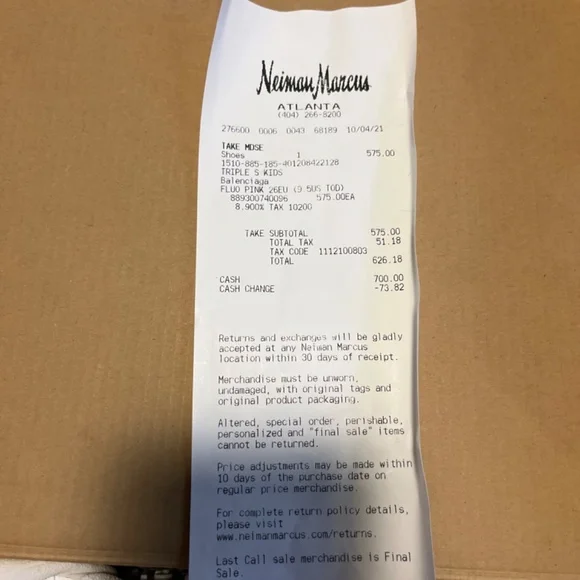 Neiman Marcus
ATLANTA
(404) 266-8200
276600 0006 0043 68189 10/04/21
TAKE MDSE
Shoes 1 575.00
1510-885-185-401208422128
TRIPLE S KIDS
Balenciaga
FLUO PINK 26EU (9.5US TOD)
889300740096 575.00EA
8.900% TAX 10200
TAKE SUBTOTAL 575.00
TOTAL TAX 51.18
TAX CODE 1112100803
TOTAL 626.18
CASH 700.00
CASH CHANGE -73.82
Returns and exchanges will be gladly
accepted at any Neiman Marcus
location within 30 days of receipt.
Merchandise must be unworn,
undamaged, with original tags and
original product packaging.
Altered, special order, perishable,
personalized and "final sale" items
cannot be returned.
Price adjustments may be made within
10 days of the purchase date on
regular price merchandise.
For complete return policy details,
please visit
www.neimanmarcus.com/returns.
Last Call sale merchandise is Final
Sale.